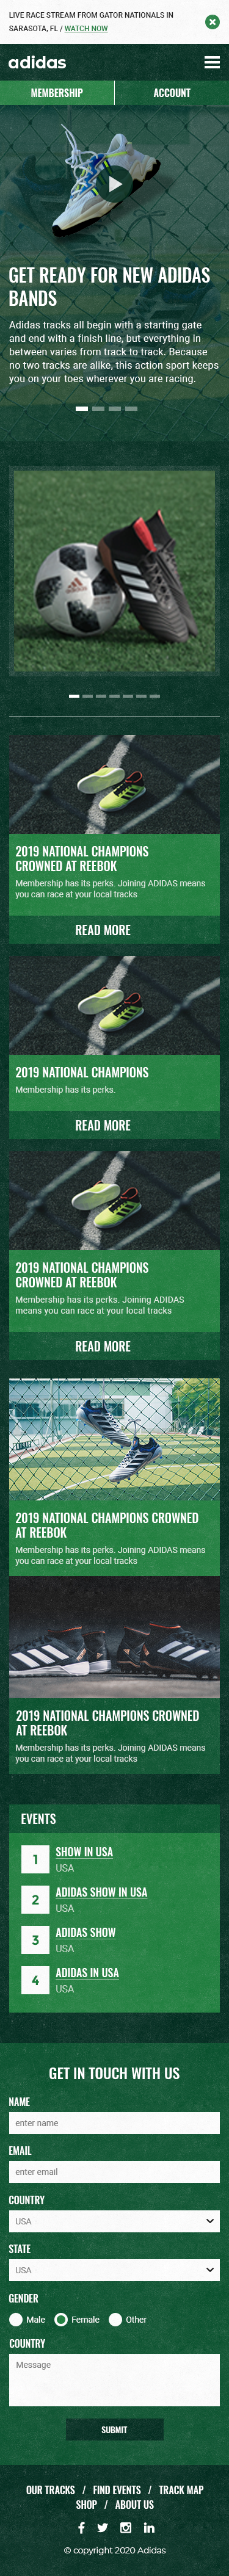 LIVE RACE STREAM FROM GATOR NATIONALS IN
SARASOTA, FL / WATCH NOW
adidas
MEMBERSHIP
ACCOUNT
GET READY FOR NEW ADIDAS
BANDS
Adidas tracks all begin with a starting gate
and end with a finish line, but everything in
between varies from track to track. Because
no two tracks are alike, this action sport keeps
you on your toes wherever you are racing.
2019 NATIONAL CHAMPIONS
CROWNED AT REEBOK
Membership has its perks. Joining ADIDAS means
you can race at your local tracks
READ MORE
2019 NATIONAL CHAMPIONS
Membership has its perks.
READ MORE
2019 NATIONAL CHAMPIONS
CROWNED AT REEBOK
Membership has its perks. Joining ADIDAS
means you can race at your local tracks
READ MORE
2019 NATIONAL CHAMPIONS CROWNED
AT REEBOK
Membership has its perks. Joining ADIDAS means
you can race at your local tracks
2019 NATIONAL CHAMPIONS CROWNED
AT REEBOK
Membership has its perks. Joining ADIDAS means
you can race at your local tracks
EVENTS
1 SHOW IN USA
USA
2 ADIDAS SHOW IN USA
USA
3 ADIDAS SHOW
USA
4 ADIDAS IN USA
USA
GET IN TOUCH WITH US
NAME
enter name
EMAIL
enter email
COUNTRY
USA
STATE
USA
GENDER
Male Female Other
COUNTRY
Message
SUBMIT
OUR TRACKS / FIND EVENTS / TRACK MAP
SHOP / ABOUT US
© copyright 2020 Adidas